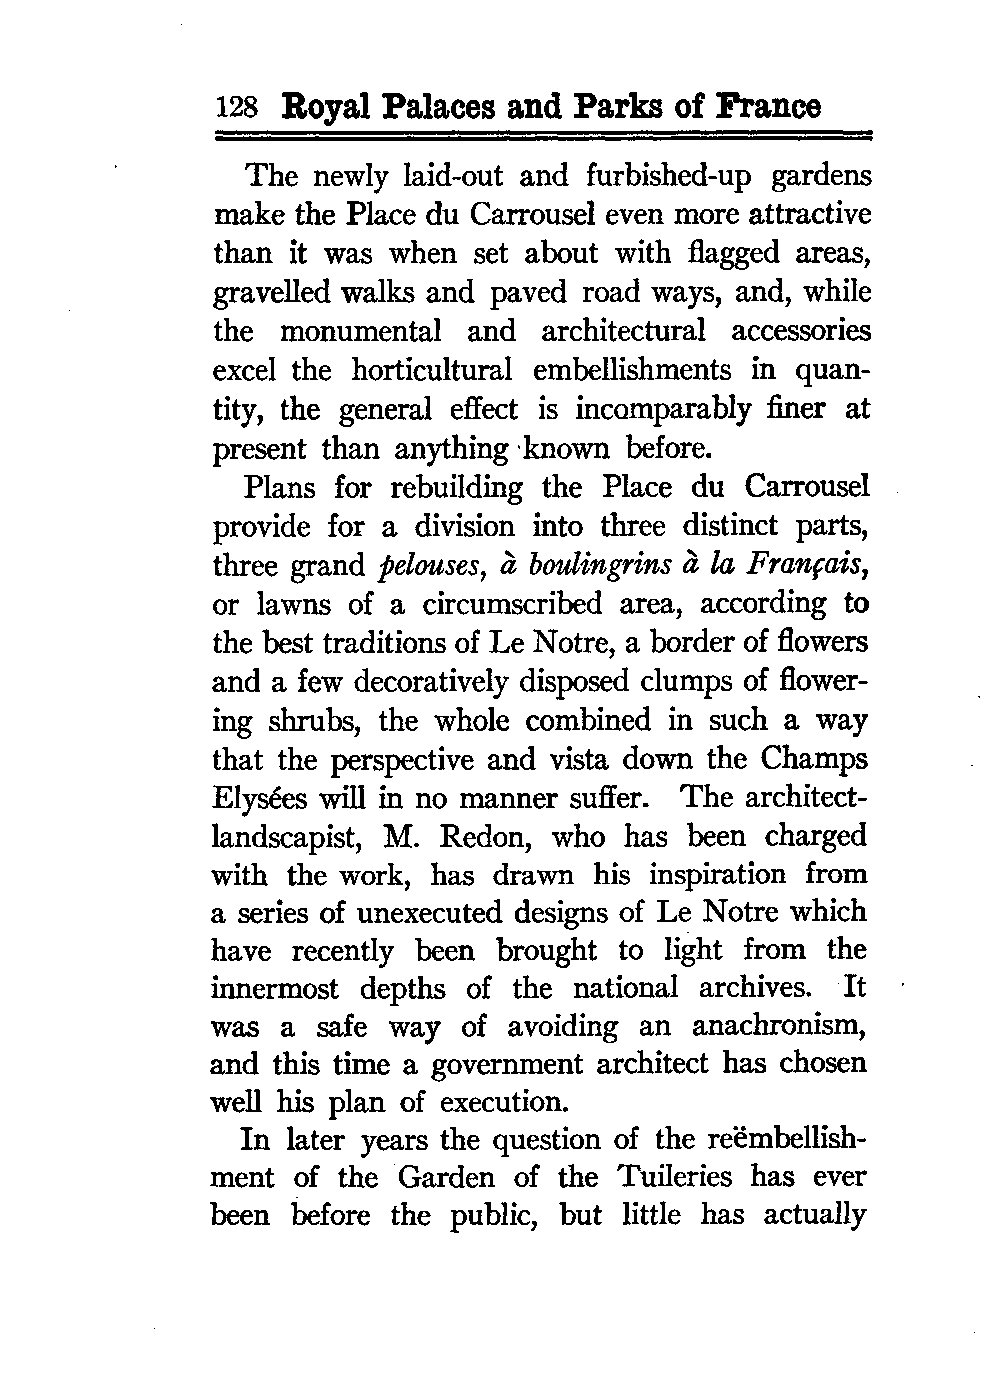 128 Royal Palaces and Parks of France
The newly laid-out and furbished-up gardens
make the Place du Carrousel even more attractive
than it was when set about with flagged areas,
gravelled walks and paved road ways, and, while
the monumental and architectural accessories
excel the horticultural embellishments in quan-
tity, the general effect is incomparably finer at
present than anything known before.
Plans for rebuilding the Place du Carrousel
provide for a division into three distinct parts,
three grand pelouses, à boulingrins à la Français,
or lawns of a circumscribed area, according to
the best traditions of Le Notre, a border of flowers
and a few decoratively disposed clumps of flower-
ing shrubs, the whole combined in such a way
that the perspective and vista down the Champs
Elysées will in no manner suffer. The architect-
landscapist, M. Redon, who has been charged
with the work, has drawn his inspiration from
a series of unexecuted designs of Le Notre which
have recently been brought to light from the
innermost depths of the national archives. It
was a safe way of avoiding an anachronism,
and this time a government architect has chosen
well his plan of execution.
In later years the question of the reëmbellish-
ment of the Garden of the Tuileries has ever
been before the public, but little has actually